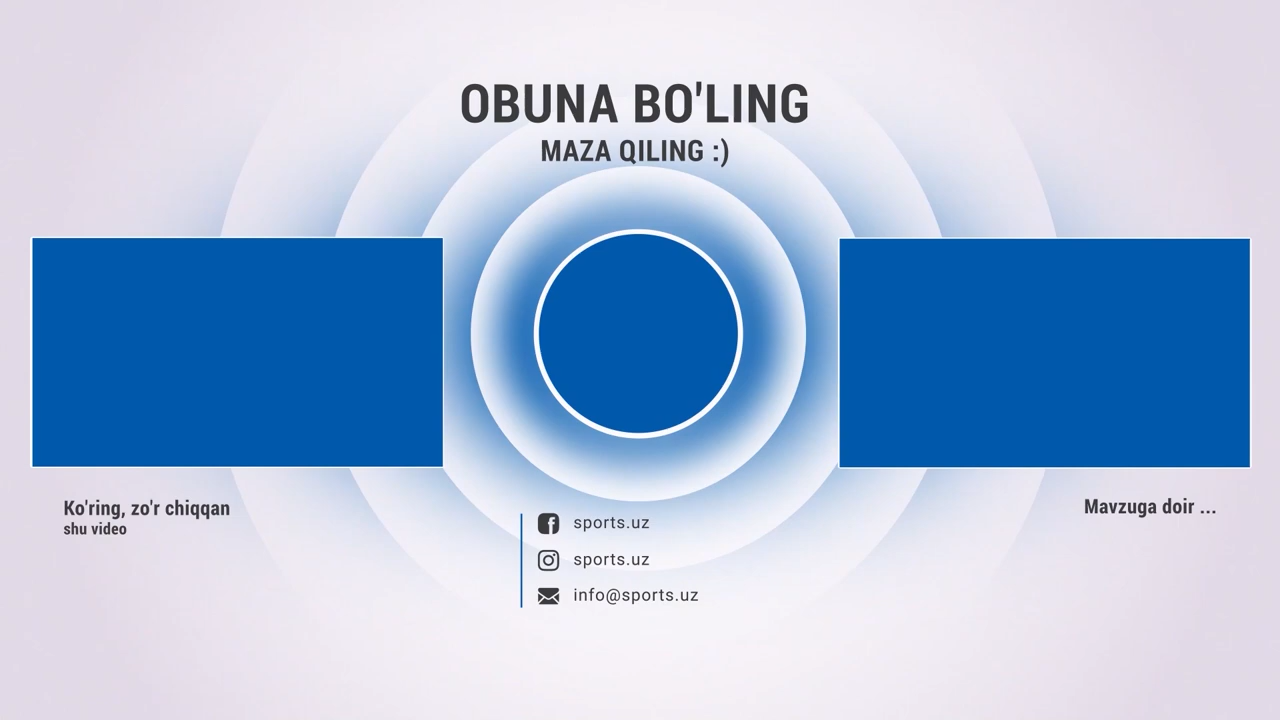 OBUNA BO'LING
MAZA QILING :)
Ko'ring, zo'r chiqqan
shu video
Mavzuga doir ...
sports.uz
sports.uz
info@sports.uz